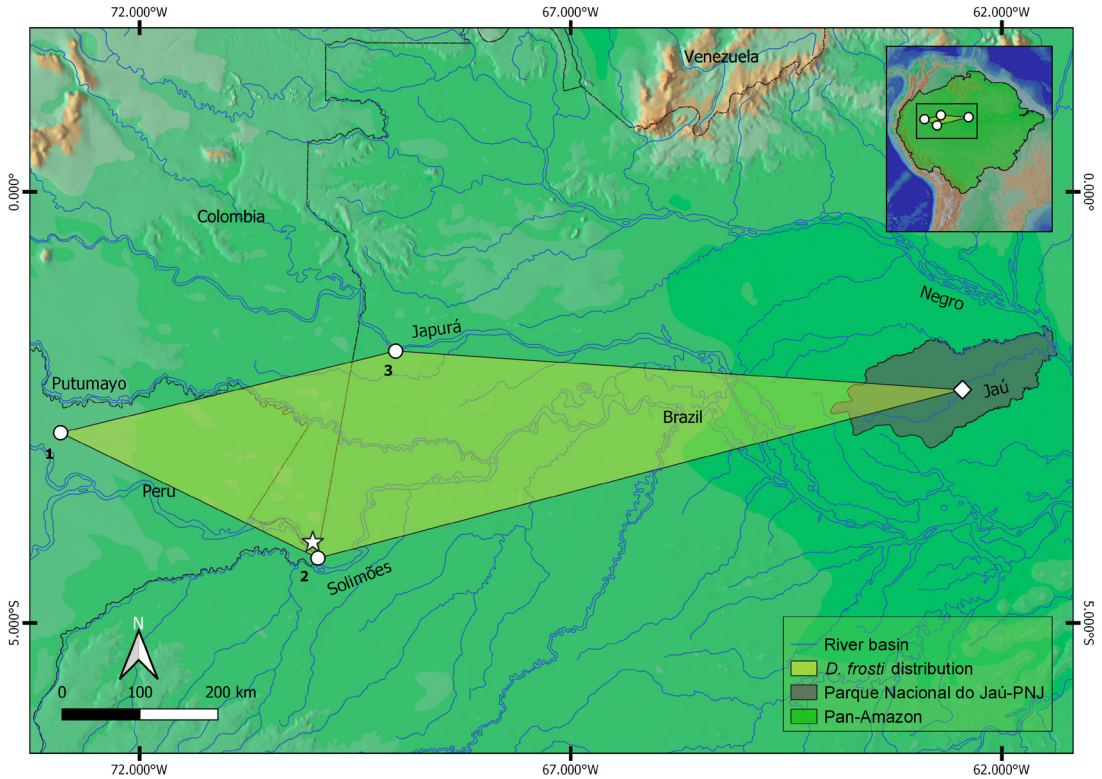 72.000°W
67.000°W
62.000°W
Venezuela
0.000°
0.000°
Colombia
Negro
Japurá
3
Putumayo
Jaú
Brazil
1
Peru
2
Solimões
5.000°S
5.000°S
N
0 100 200 km
River basin
D. frosti distribution
Parque Nacional do Jaú-PNJ
Pan-Amazon
72.000°W
67.000°W
62.000°W